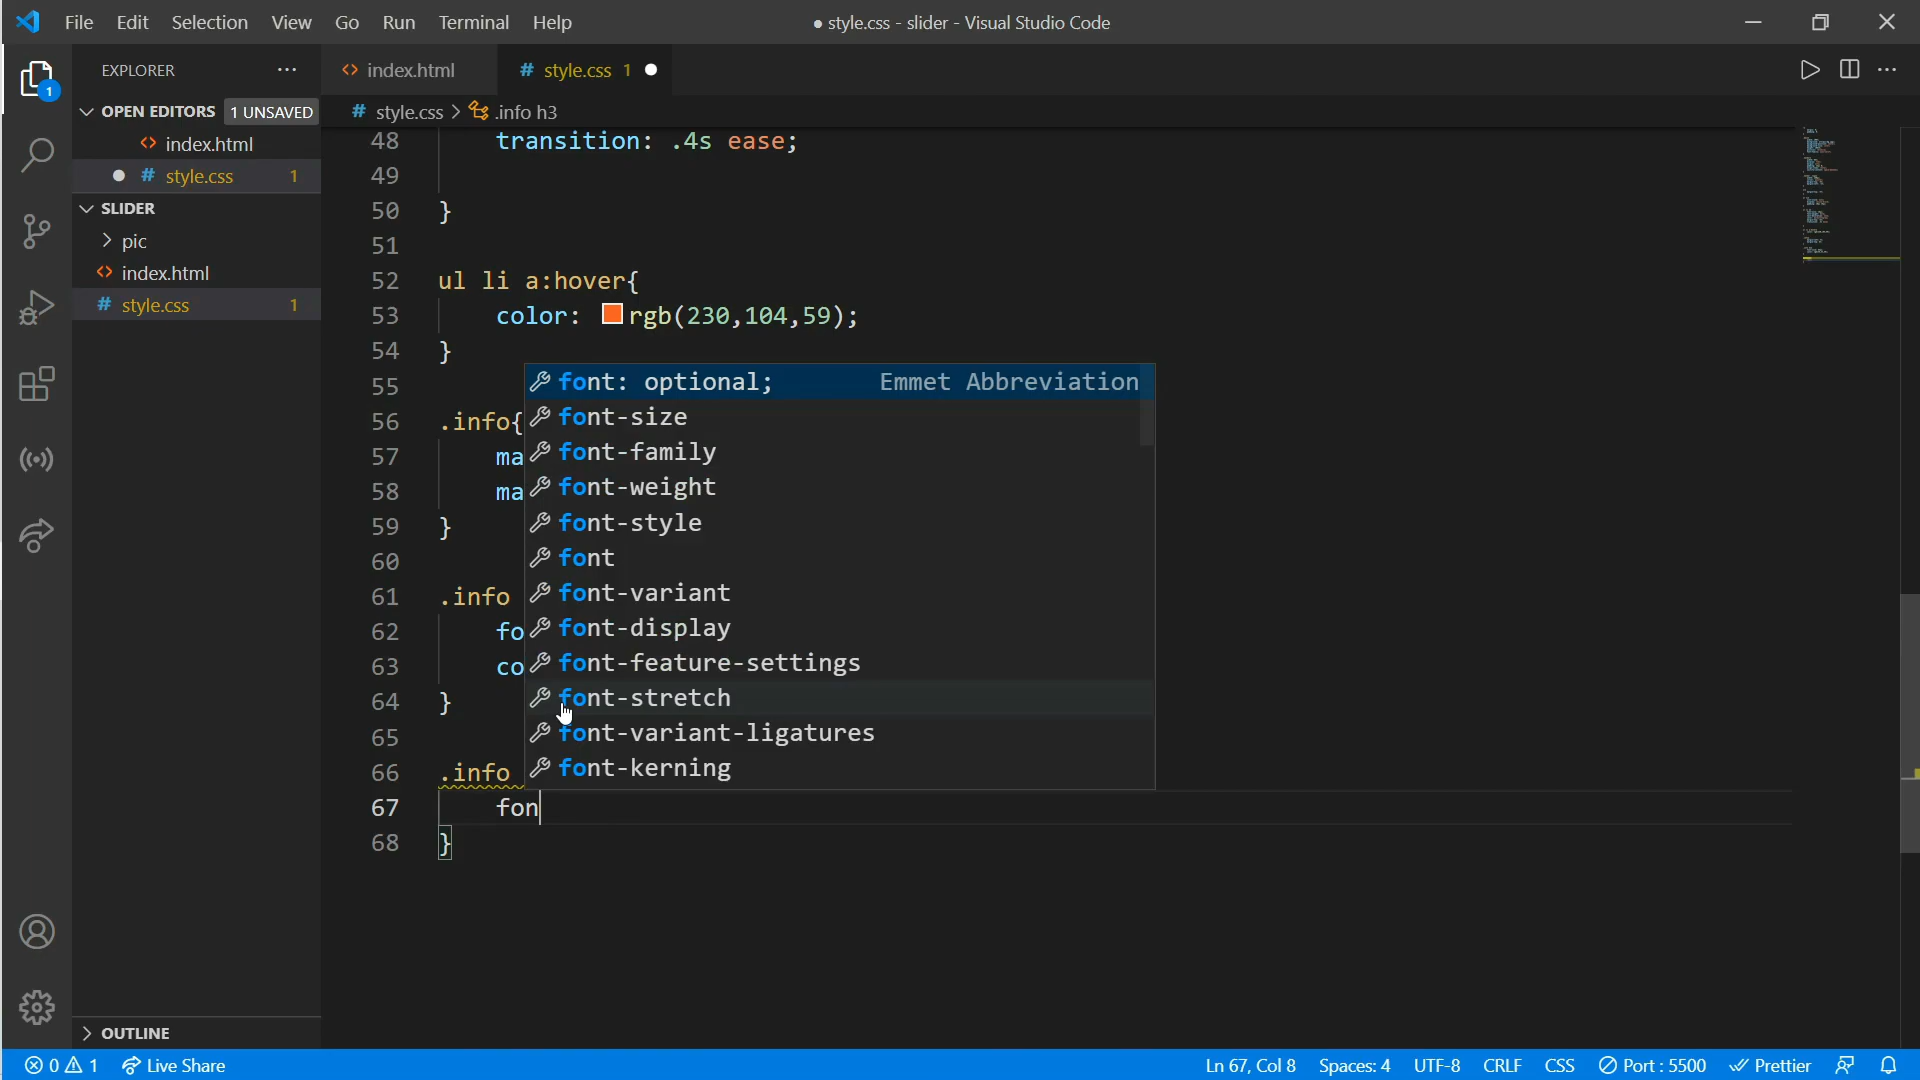 File Edit Selection View Go Run Terminal Help
● style.css - slider - Visual Studio Code
EXPLORER ...
1
OPEN EDITORS 1 UNSAVED
<> index.html
● # style.css 1
SLIDER
> pic
<> index.html
# style.css 1
OUTLINE
<> index.html # style.css 1 ●
# style.css > .info h3
48 transition: .4s ease;
49
50 }
51
52 ul li a:hover{
53 color: rgb(230,104,59);
54 }
55
56 .info{
57 ma
58 ma
59 }
60
61 .info
62 fo
63 co
64 }
65
66 .info
67 fon
68 }
font: optional; Emmet Abbreviation
font-size
font-family
font-weight
font-style
font
font-variant
font-display
font-feature-settings
font-stretch
font-variant-ligatures
font-kerning
0 1 Live Share Ln 67, Col 8 Spaces: 4 UTF-8 CRLF CSS Port : 5500 Prettier